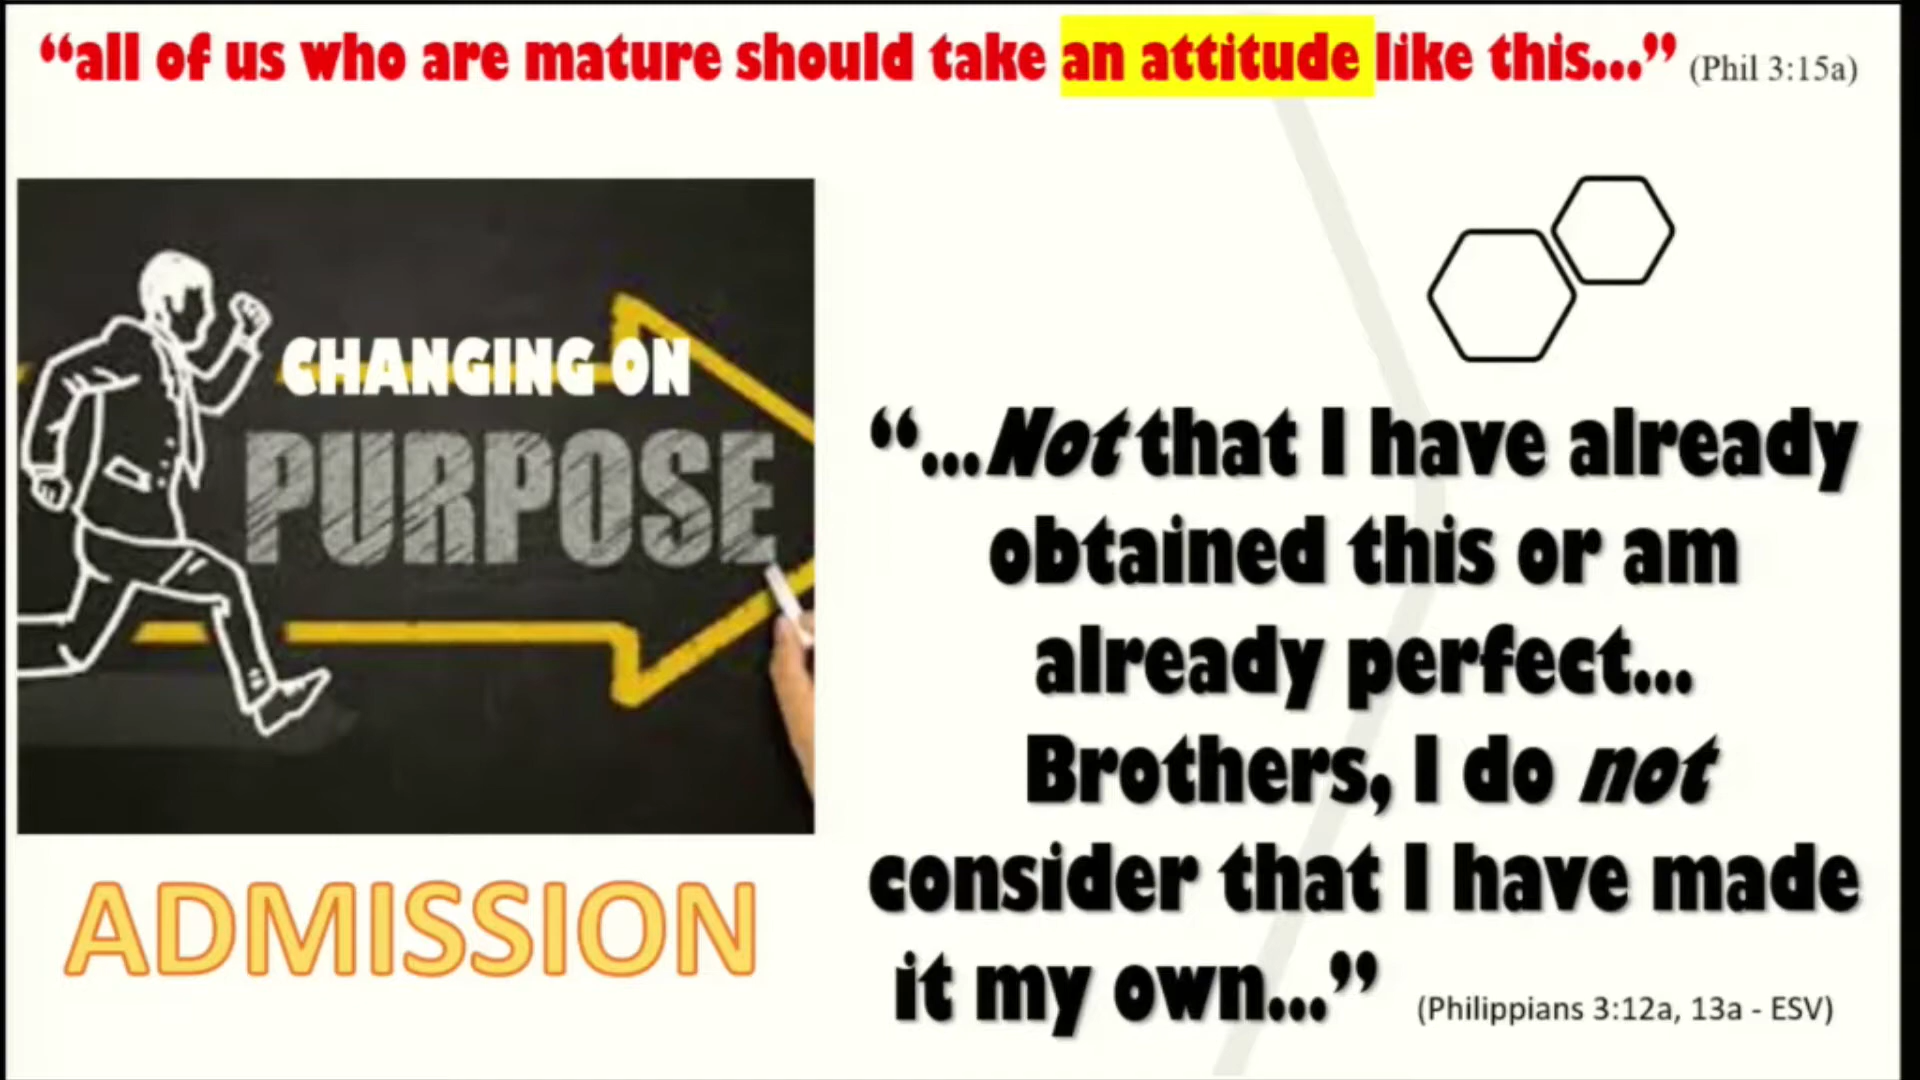 “all of us who are mature should take an attitude like this...” (Phil 3:15a)
CHANGING ON
PURPOSE
ADMISSION
“...Not that I have already
obtained this or am
already perfect...
Brothers, I do not
consider that I have made
it my own...” (Philippians 3:12a, 13a - ESV)